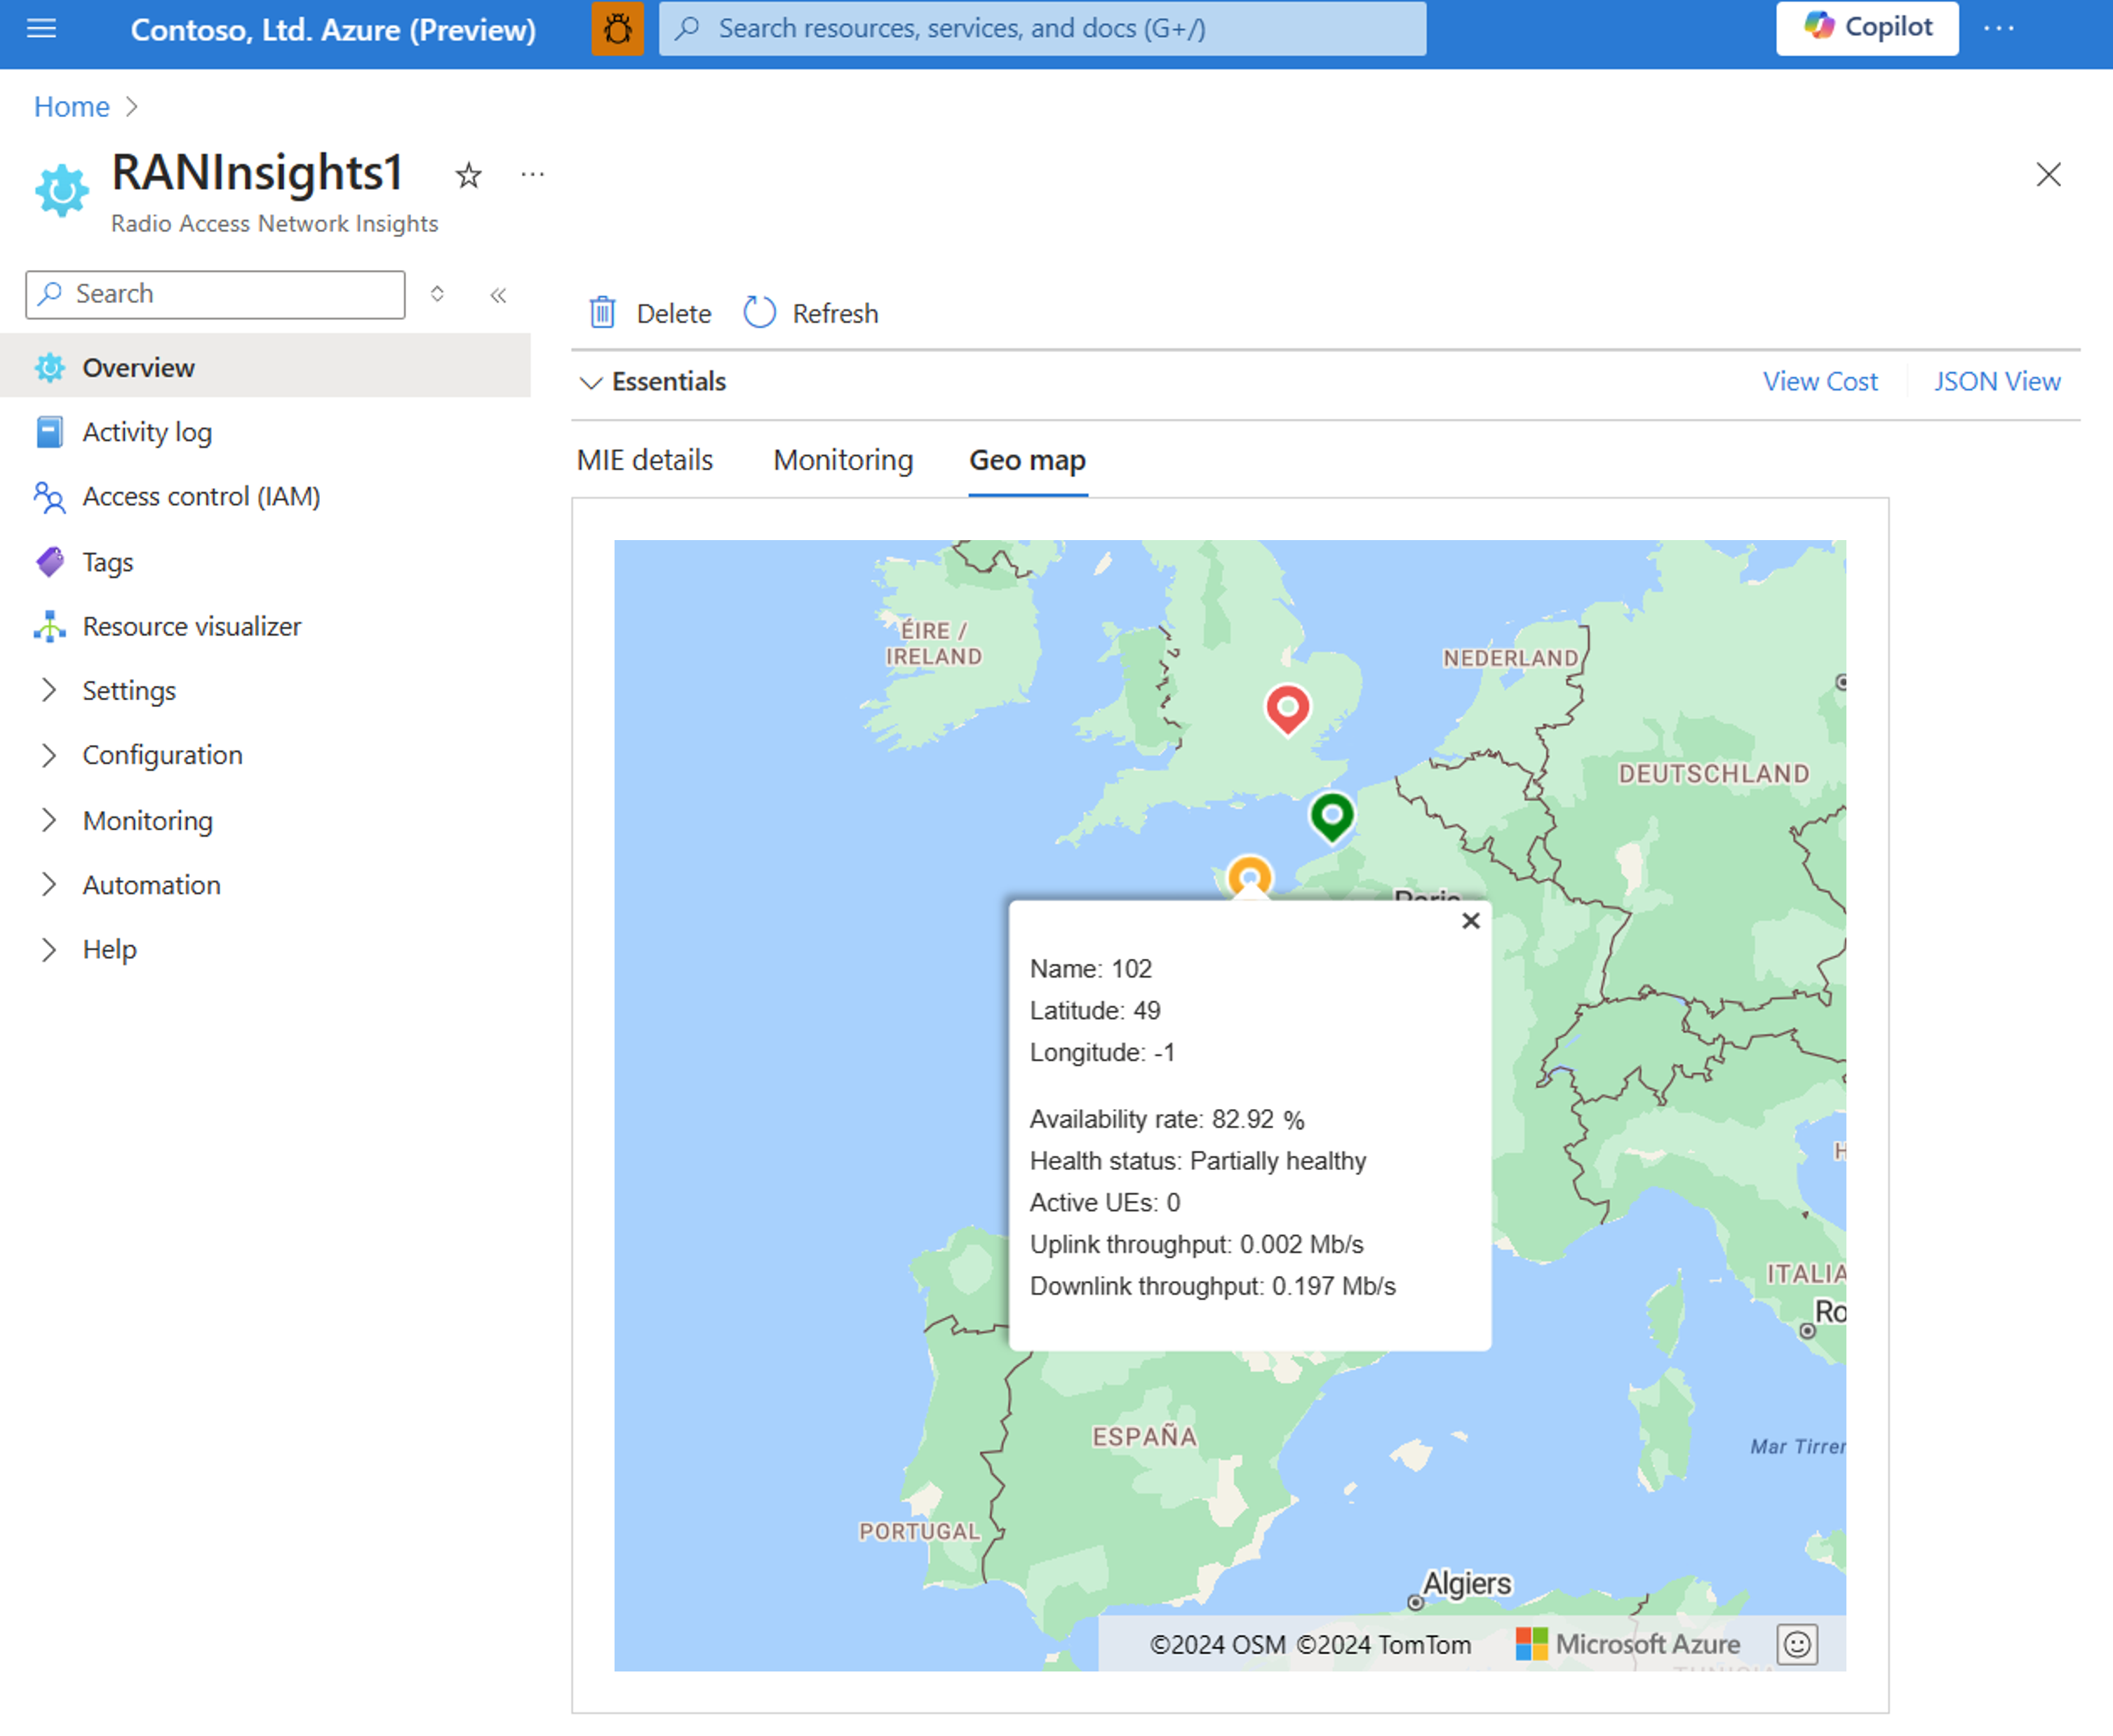 Contoso, Ltd. Azure (Preview)
Search resources, services, and docs (G+/)
Copilot
Home
RANInsights1
Radio Access Network Insights
Search
Delete
Refresh
Overview
Essentials
View Cost
JSON View
Activity log
MIE details
Monitoring
Geo map
Access control (IAM)
Tags
Resource visualizer
Settings
Configuration
Monitoring
Automation
Help
ÉIRE /
IRELAND
NEDERLAND
DEUTSCHLAND
Paris
Name: 102
Latitude: 49
Longitude: -1
Availability rate: 82.92 %
Health status: Partially healthy
Active UEs: 0
Uplink throughput: 0.002 Mb/s
Downlink throughput: 0.197 Mb/s
H
ITALIA
Ro
ESPAÑA
Mar Tirrer
PORTUGAL
Algiers
©2024 OSM ©2024 TomTom
Microsoft Azure